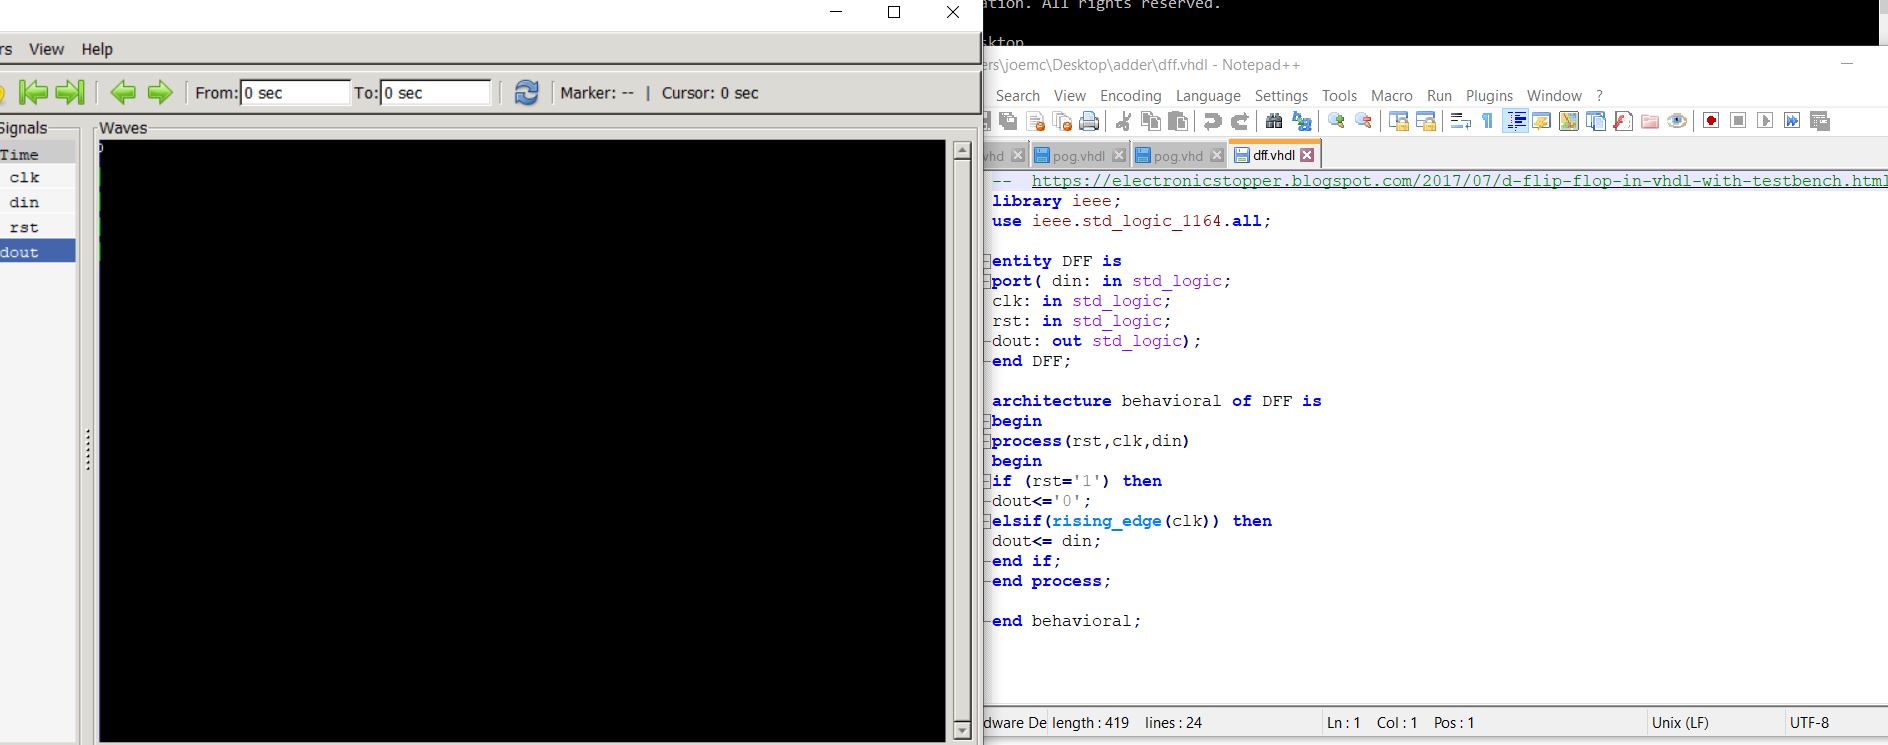 ation. All rights reserved.
sktop
rs View Help
From: 0 sec To: 0 sec Marker: -- | Cursor: 0 sec
Signals
Time
clk
din
rst
dout
Waves
0
ers\joemc\Desktop\adder\dff.vhdl - Notepad++
Search View Encoding Language Settings Tools Macro Run Plugins Window ?
vhd pog.vhdl pog.vhd dff.vhdl
-- https://electronicstopper.blogspot.com/2017/07/d-flip-flop-in-vhdl-with-testbench.html
library ieee;
use ieee.std_logic_1164.all;
entity DFF is
port( din: in std_logic;
clk: in std_logic;
rst: in std_logic;
dout: out std_logic);
end DFF;
architecture behavioral of DFF is
begin
process(rst,clk,din)
begin
if (rst='1') then
dout<='0';
elsif(rising_edge(clk)) then
dout<= din;
end if;
end process;
end behavioral;
dware De length : 419 lines : 24 Ln : 1 Col : 1 Pos : 1 Unix (LF) UTF-8